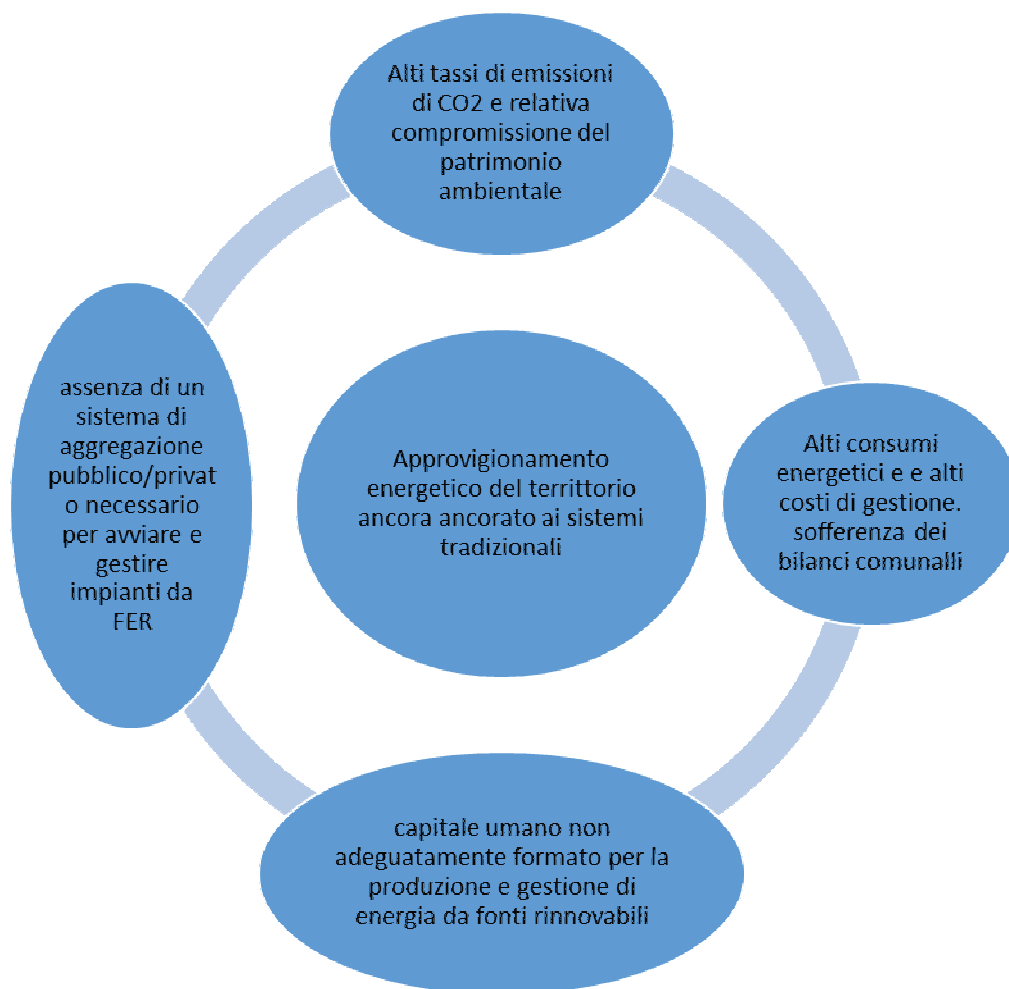 Alti tassi di emissioni
di CO2 e relativa
compromissione del
patrimonio
ambientale
assenza di un
sistema di
aggregazione
pubblico/privat
o necessario
per avviare e
gestire
impianti da
FER
Approvigionamento
energetico del territtorio
ancora ancorato ai sistemi
tradizionali
Alti consumi
energetici e e alti
costi di gestione.
sofferenza dei
bilanci comunalli
capitale umano non
adeguatamente formato per la
produzione e gestione di
energia da fonti rinnovabili